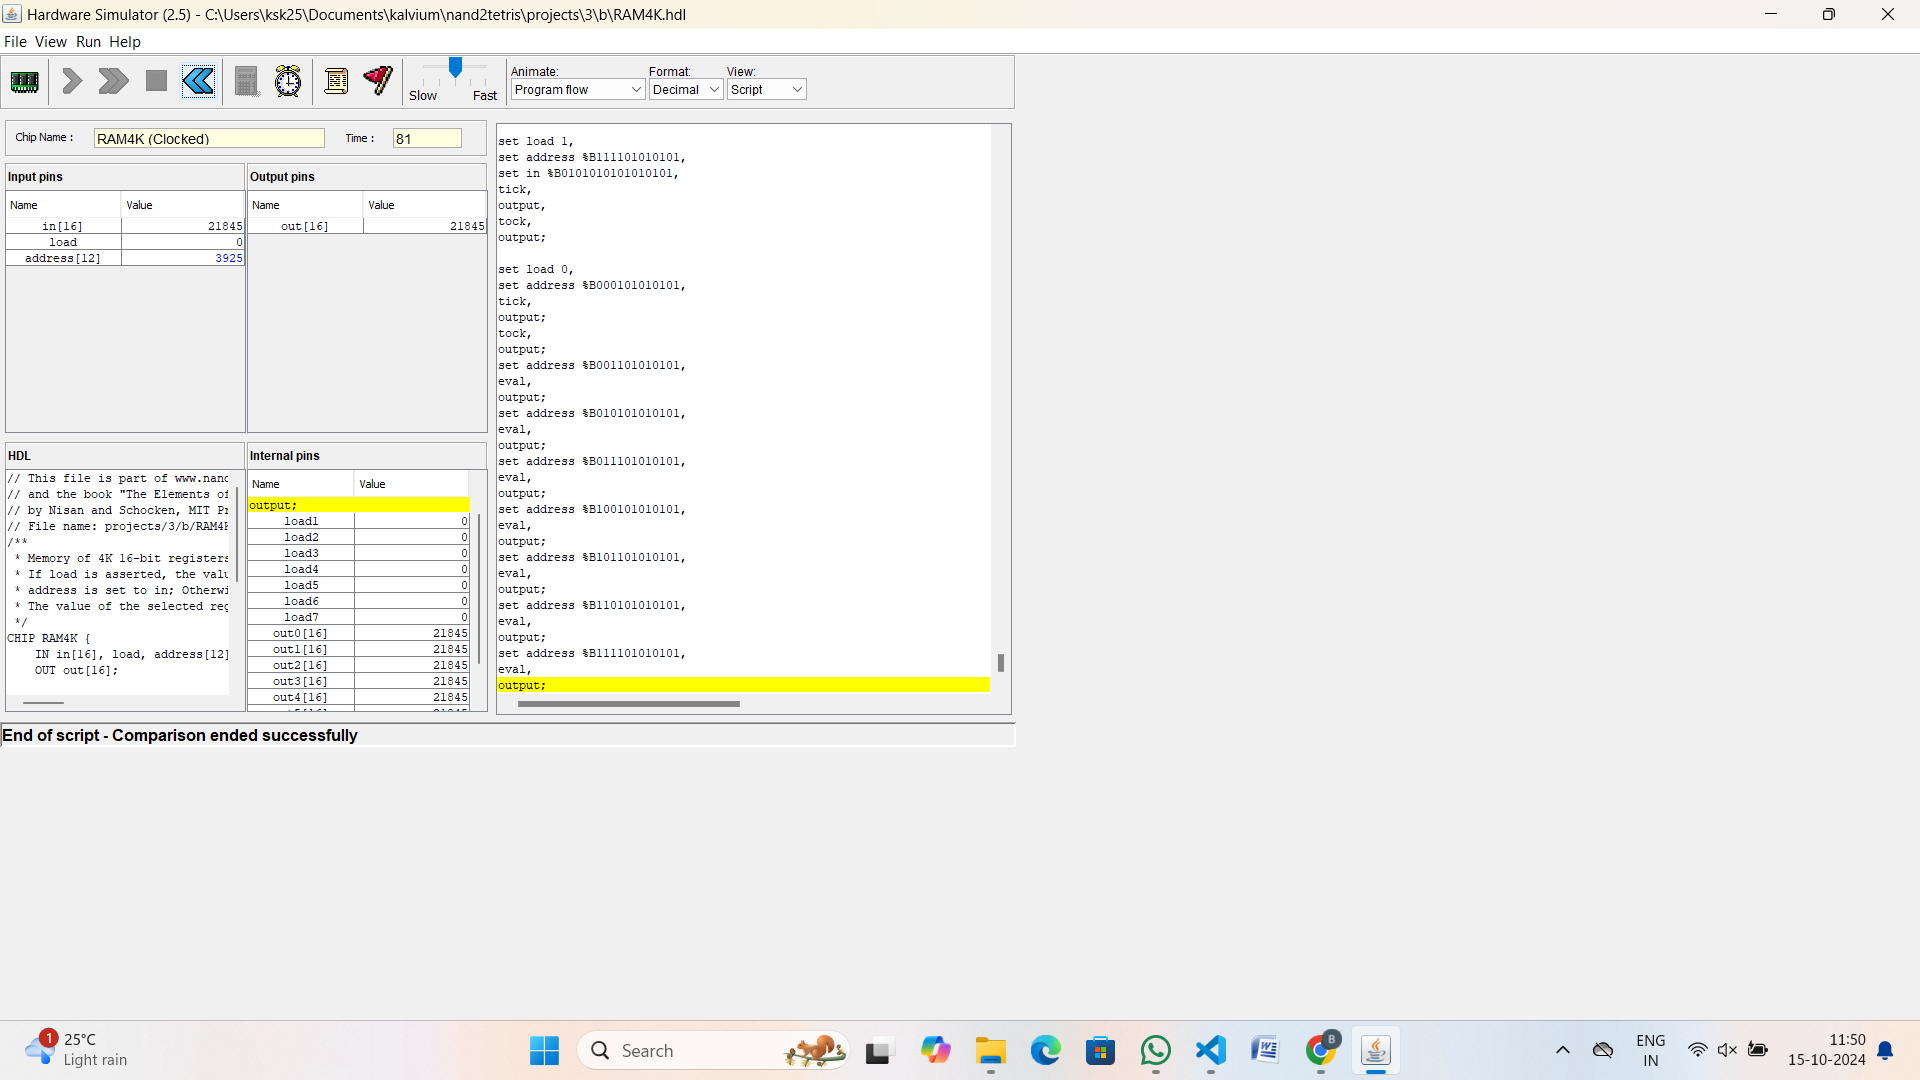 Hardware Simulator (2.5) - C:\Users\ksk25\Documents\kalvium\nand2tetris\projects\3\b\RAM4K.hdl
File View Run Help
Slow Fast
Animate: Format: View:
Program flow Decimal Script
Chip Name : RAM4K (Clocked) Time : 81
Input pins
Name Value
in[16] 21845
load 0
address[12] 3925
Output pins
Name Value
out[16] 21845
HDL
// This file is part of www.nand
// and the book "The Elements of
// by Nisan and Schocken, MIT Pr
// File name: projects/3/b/RAM4K
/**
* Memory of 4K 16-bit registers
* If load is asserted, the valu
* address is set to in; Otherwi
* The value of the selected reg
*/
CHIP RAM4K {
IN in[16], load, address[12]
OUT out[16];
Internal pins
Name Value
output;
load1 0
load2 0
load3 0
load4 0
load5 0
load6 0
load7 0
out0[16] 21845
out1[16] 21845
out2[16] 21845
out3[16] 21845
out4[16] 21845
set load 1,
set address %B111101010101,
set in %B0101010101010101,
tick,
output,
tock,
output;
set load 0,
set address %B000101010101,
tick,
output;
tock,
output;
set address %B001101010101,
eval,
output;
set address %B010101010101,
eval,
output;
set address %B011101010101,
eval,
output;
set address %B100101010101,
eval,
output;
set address %B101101010101,
eval,
output;
set address %B110101010101,
eval,
output;
set address %B111101010101,
eval,
output;
End of script - Comparison ended successfully
1
25°C
Light rain
Search
B
ENG
IN
11:50
15-10-2024